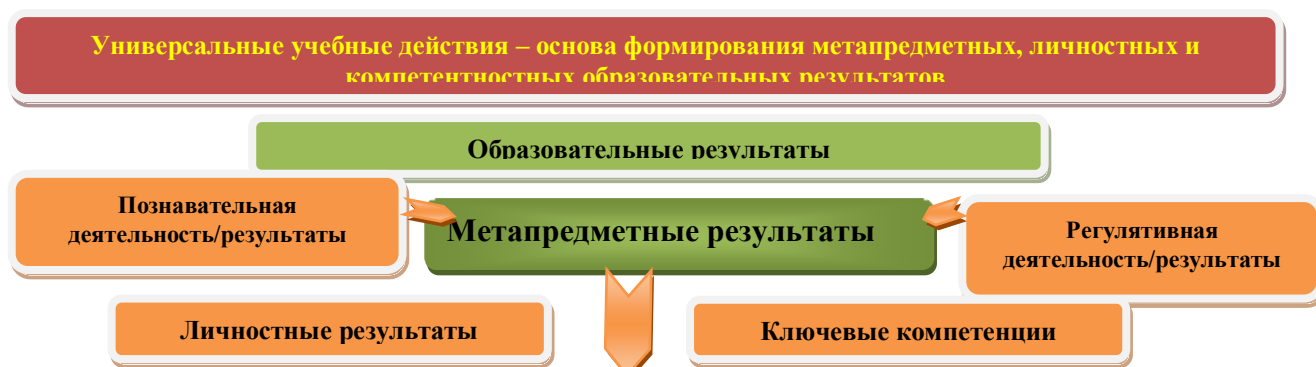 Универсальные учебные действия – основа формирования метапредметных, личностных и
компетентностных образовательных результатов
Образовательные результаты
Познавательная
деятельность/результаты
Метапредметные результаты
Регулятивная
деятельность/результаты
Личностные результаты
Ключевые компетенции